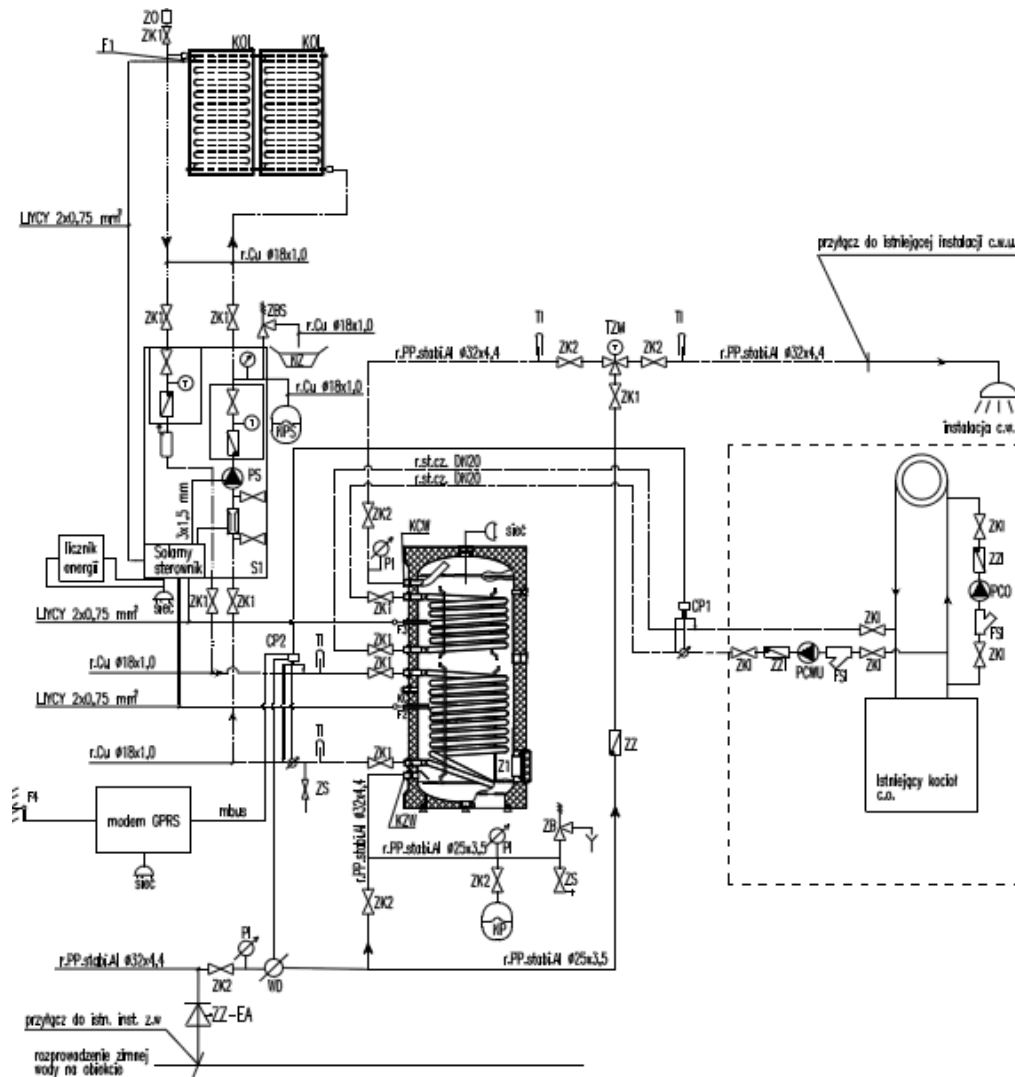 ZO
ZK1
F1
KOL
KOL
LIYCY 2x0,75 mm²
r.Cu Ø18x1,0
przyłącz do istniejącej instalacji c.w.u.
ZK1
ZK1
ZBS
r.Cu Ø18x1,0
NZ
r.Cu Ø18x1,0
NPS
T
T
PS
3x1,5 mm
licznik
energii
Solarny
sterownik
S1
sieć
ZK1
ZK1
TI
TZM
TI
ZK2
T
ZK2
r.PP.stabi.Al Ø32x4,4
r.PP.stabi.Al Ø32x4,4
ZK1
instalacja c.w.
r.st.cz. DN20
r.st.cz. DN20
ZK2
KCW
sieć
PI
ZK1
LIYCY 2x0,75 mm²
CP2
TI
ZK1
ZK1
r.Cu Ø18x1,0
LIYCY 2x0,75 mm²
F2
TI
ZK1
r.Cu Ø18x1,0
ZS
Z1
KZW
ZZ
CP1
ZKI
ZZI
PCO
FSI
ZKI
ZKI
ZKI
ZZI
PCWU
FSI
ZKI
Istniejący kocioł
c.o.
F4
modem GPRS
mbus
sieć
r.PP.stabi.Al Ø32x4,4
r.PP.stabi.Al Ø25x3,5
PI
ZB
ZK2
ZS
NP
ZK2
r.PP.stabi.Al Ø32x4,4
PI
ZK2
WD
r.PP.stabi.Al Ø25x3,5
ZZ-EA
przyłącz do istn. inst. z.w
rozprowadzenie zimnej
wody na obiekcie